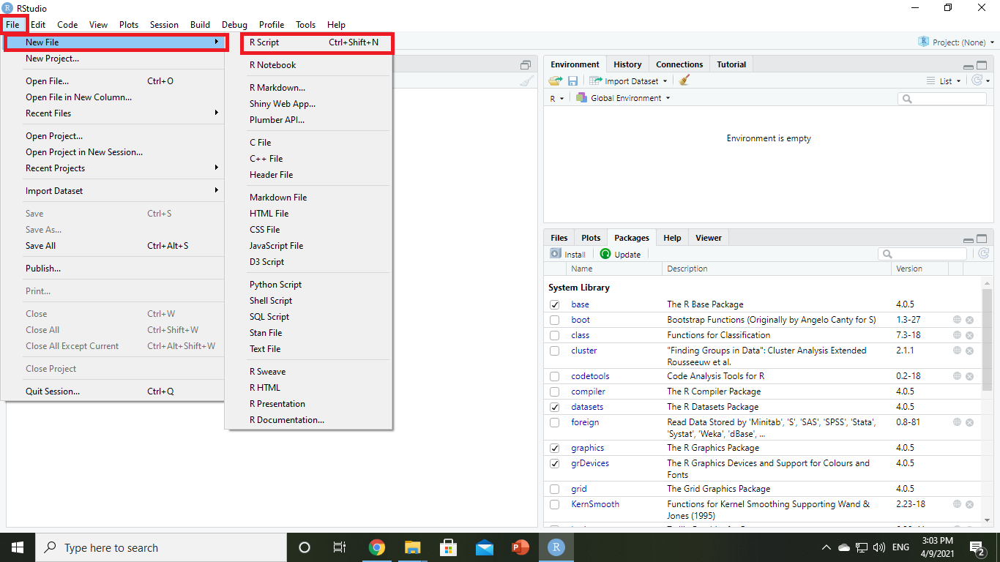 RStudio
File Edit Code View Plots Session Build Debug Profile Tools Help
New File
New Project...
Open File... Ctrl+O
Open File in New Column...
Recent Files
Open Project...
Open Project in New Session...
Recent Projects
Import Dataset
Save Ctrl+S
Save As...
Save All Ctrl+Alt+S
Publish...
Print...
Close Ctrl+W
Close All Ctrl+Shift+W
Close All Except Current Ctrl+Alt+Shift+W
Close Project
Quit Session... Ctrl+Q
R Script Ctrl+Shift+N
R Notebook
R Markdown...
Shiny Web App...
Plumber API...
C File
C++ File
Header File
Markdown File
HTML File
CSS File
JavaScript File
D3 Script
Python Script
Shell Script
SQL Script
Stan File
Text File
R Sweave
R HTML
R Presentation
R Documentation...
Project: (None)
Environment History Connections Tutorial
Import Dataset List
R Global Environment
Environment is empty
Files Plots Packages Help Viewer
Install Update
Name Description Version
System Library
base The R Base Package 4.0.5
boot Bootstrap Functions (Originally by Angelo Canty for S) 1.3-27
class Functions for Classification 7.3-18
cluster "Finding Groups in Data": Cluster Analysis Extended 2.1.1
Rousseeuw et al.
codetools Code Analysis Tools for R 0.2-18
compiler The R Compiler Package 4.0.5
datasets The R Datasets Package 4.0.5
foreign Read Data Stored by 'Minitab', 'S', 'SAS', 'SPSS', 'Stata', 0.8-81
'Systat', 'Weka', 'dBase', ...
graphics The R Graphics Package 4.0.5
grDevices The R Graphics Devices and Support for Colours and 4.0.5
Fonts
grid The Grid Graphics Package 4.0.5
KernSmooth Functions for Kernel Smoothing Supporting Wand & 2.23-18
Jones (1995)
Type here to search
ENG
3:03 PM
4/9/2021
2